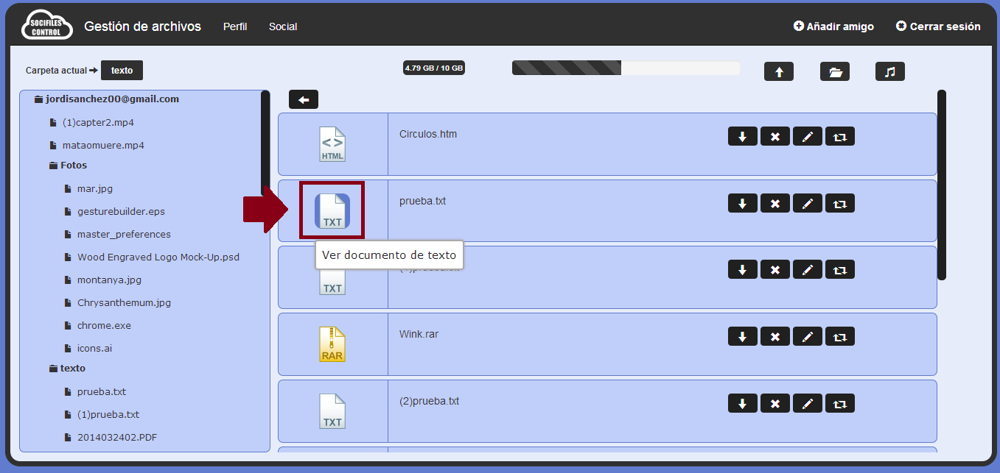 SOCIFILES
CONTROL
Gestión de archivos
Perfil
Social
Añadir amigo
Cerrar sesión
Carpeta actual
texto
4.79 GB / 10 GB
jordisanchez00@gmail.com
(1)capter2.mp4
mataomuere.mp4
Fotos
mar.jpg
gesturebuilder.eps
master_preferences
Wood Engraved Logo Mock-Up.psd
montanya.jpg
Chrysanthemum.jpg
chrome.exe
icons.ai
texto
prueba.txt
(1)prueba.txt
2014032402.PDF
<>
HTML
Circulos.htm
TXT
prueba.txt
Ver documento de texto
TXT
RAR
Wink.rar
TXT
(2)prueba.txt